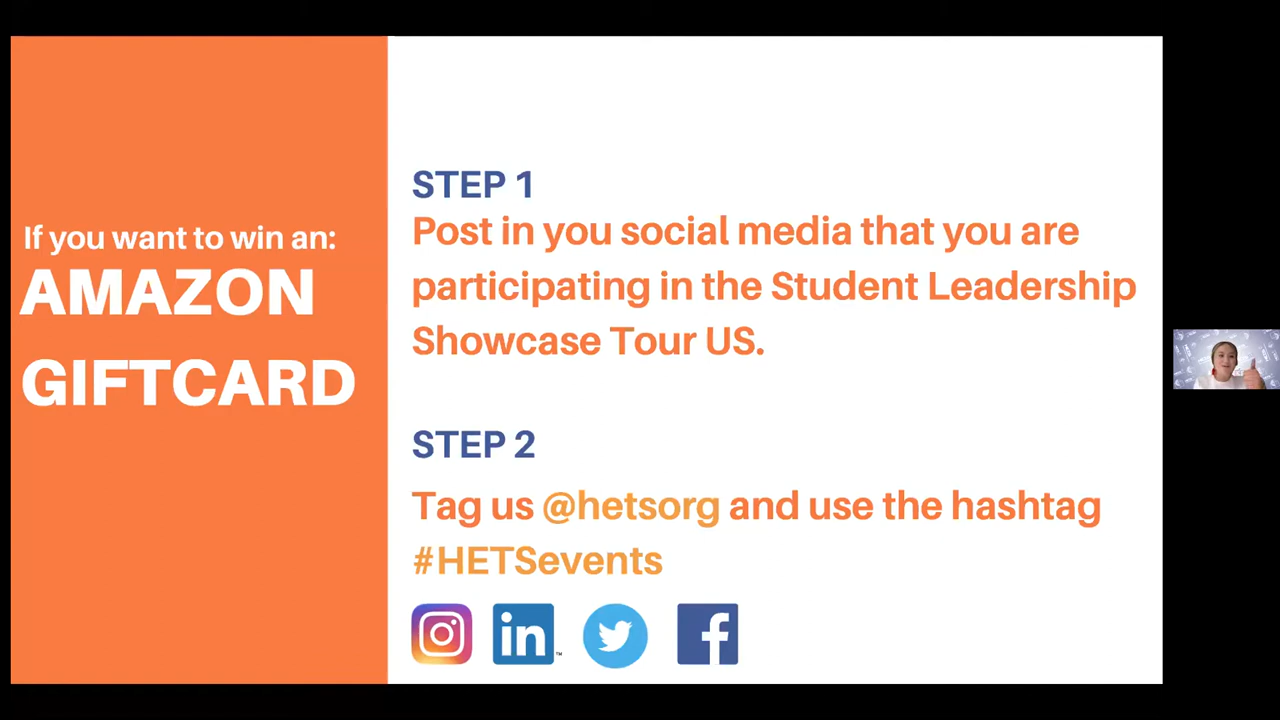 If you want to win an:
AMAZON
GIFTCARD
STEP 1
Post in you social media that you are
participating in the Student Leadership
Showcase Tour US.
STEP 2
Tag us @hetsorg and use the hashtag
#HETSevents
in